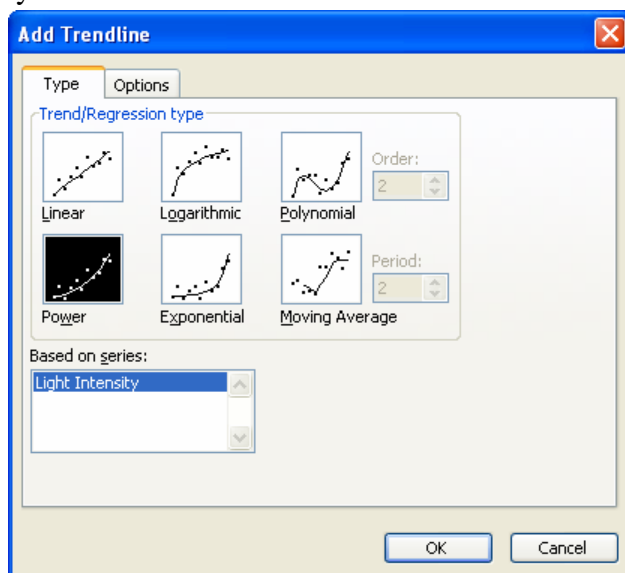 Add Trendline
Type Options
Trend/Regression type
Linear
Logarithmic
Polynomial
Order:
2
Power
Exponential
Moving Average
Period:
2
Based on series:
Light Intensity
OK Cancel